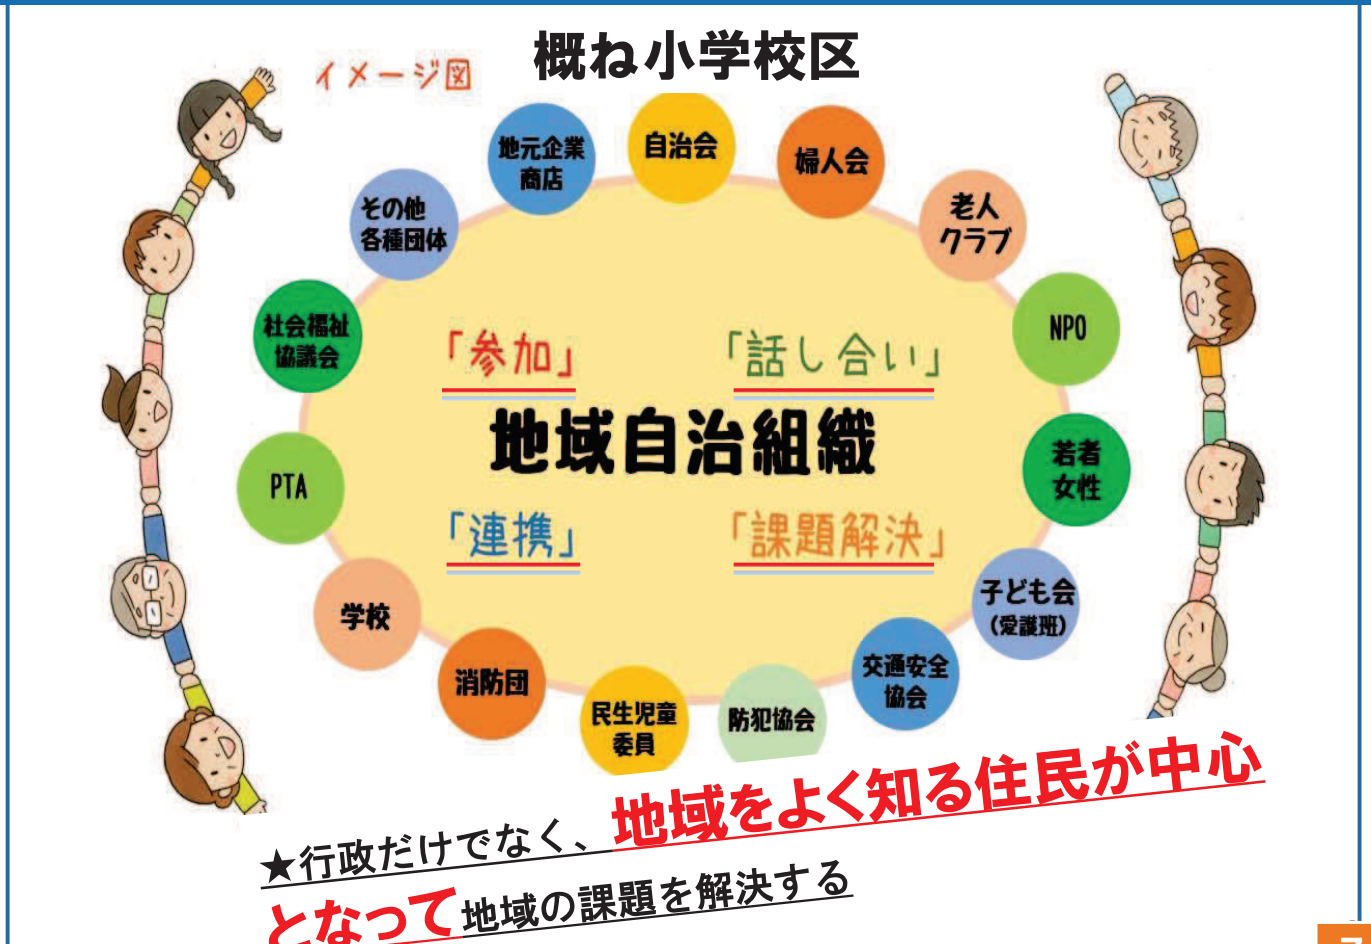 概ね小学校区
イメージ図
自治会
地元企業
商店
婦人会
その他
各種団体
老人
クラブ
社会福祉
協議会
NPO
「参加」
「話し合い」
地域自治組織
PTA
若者
女性
「連携」
「課題解決」
学校
子ども会
(愛護班)
消防団
交通安全
協会
民生児童
委員
防犯協会
★行政だけでなく、地域をよく知る住民が中心
となって地域の課題を解決する